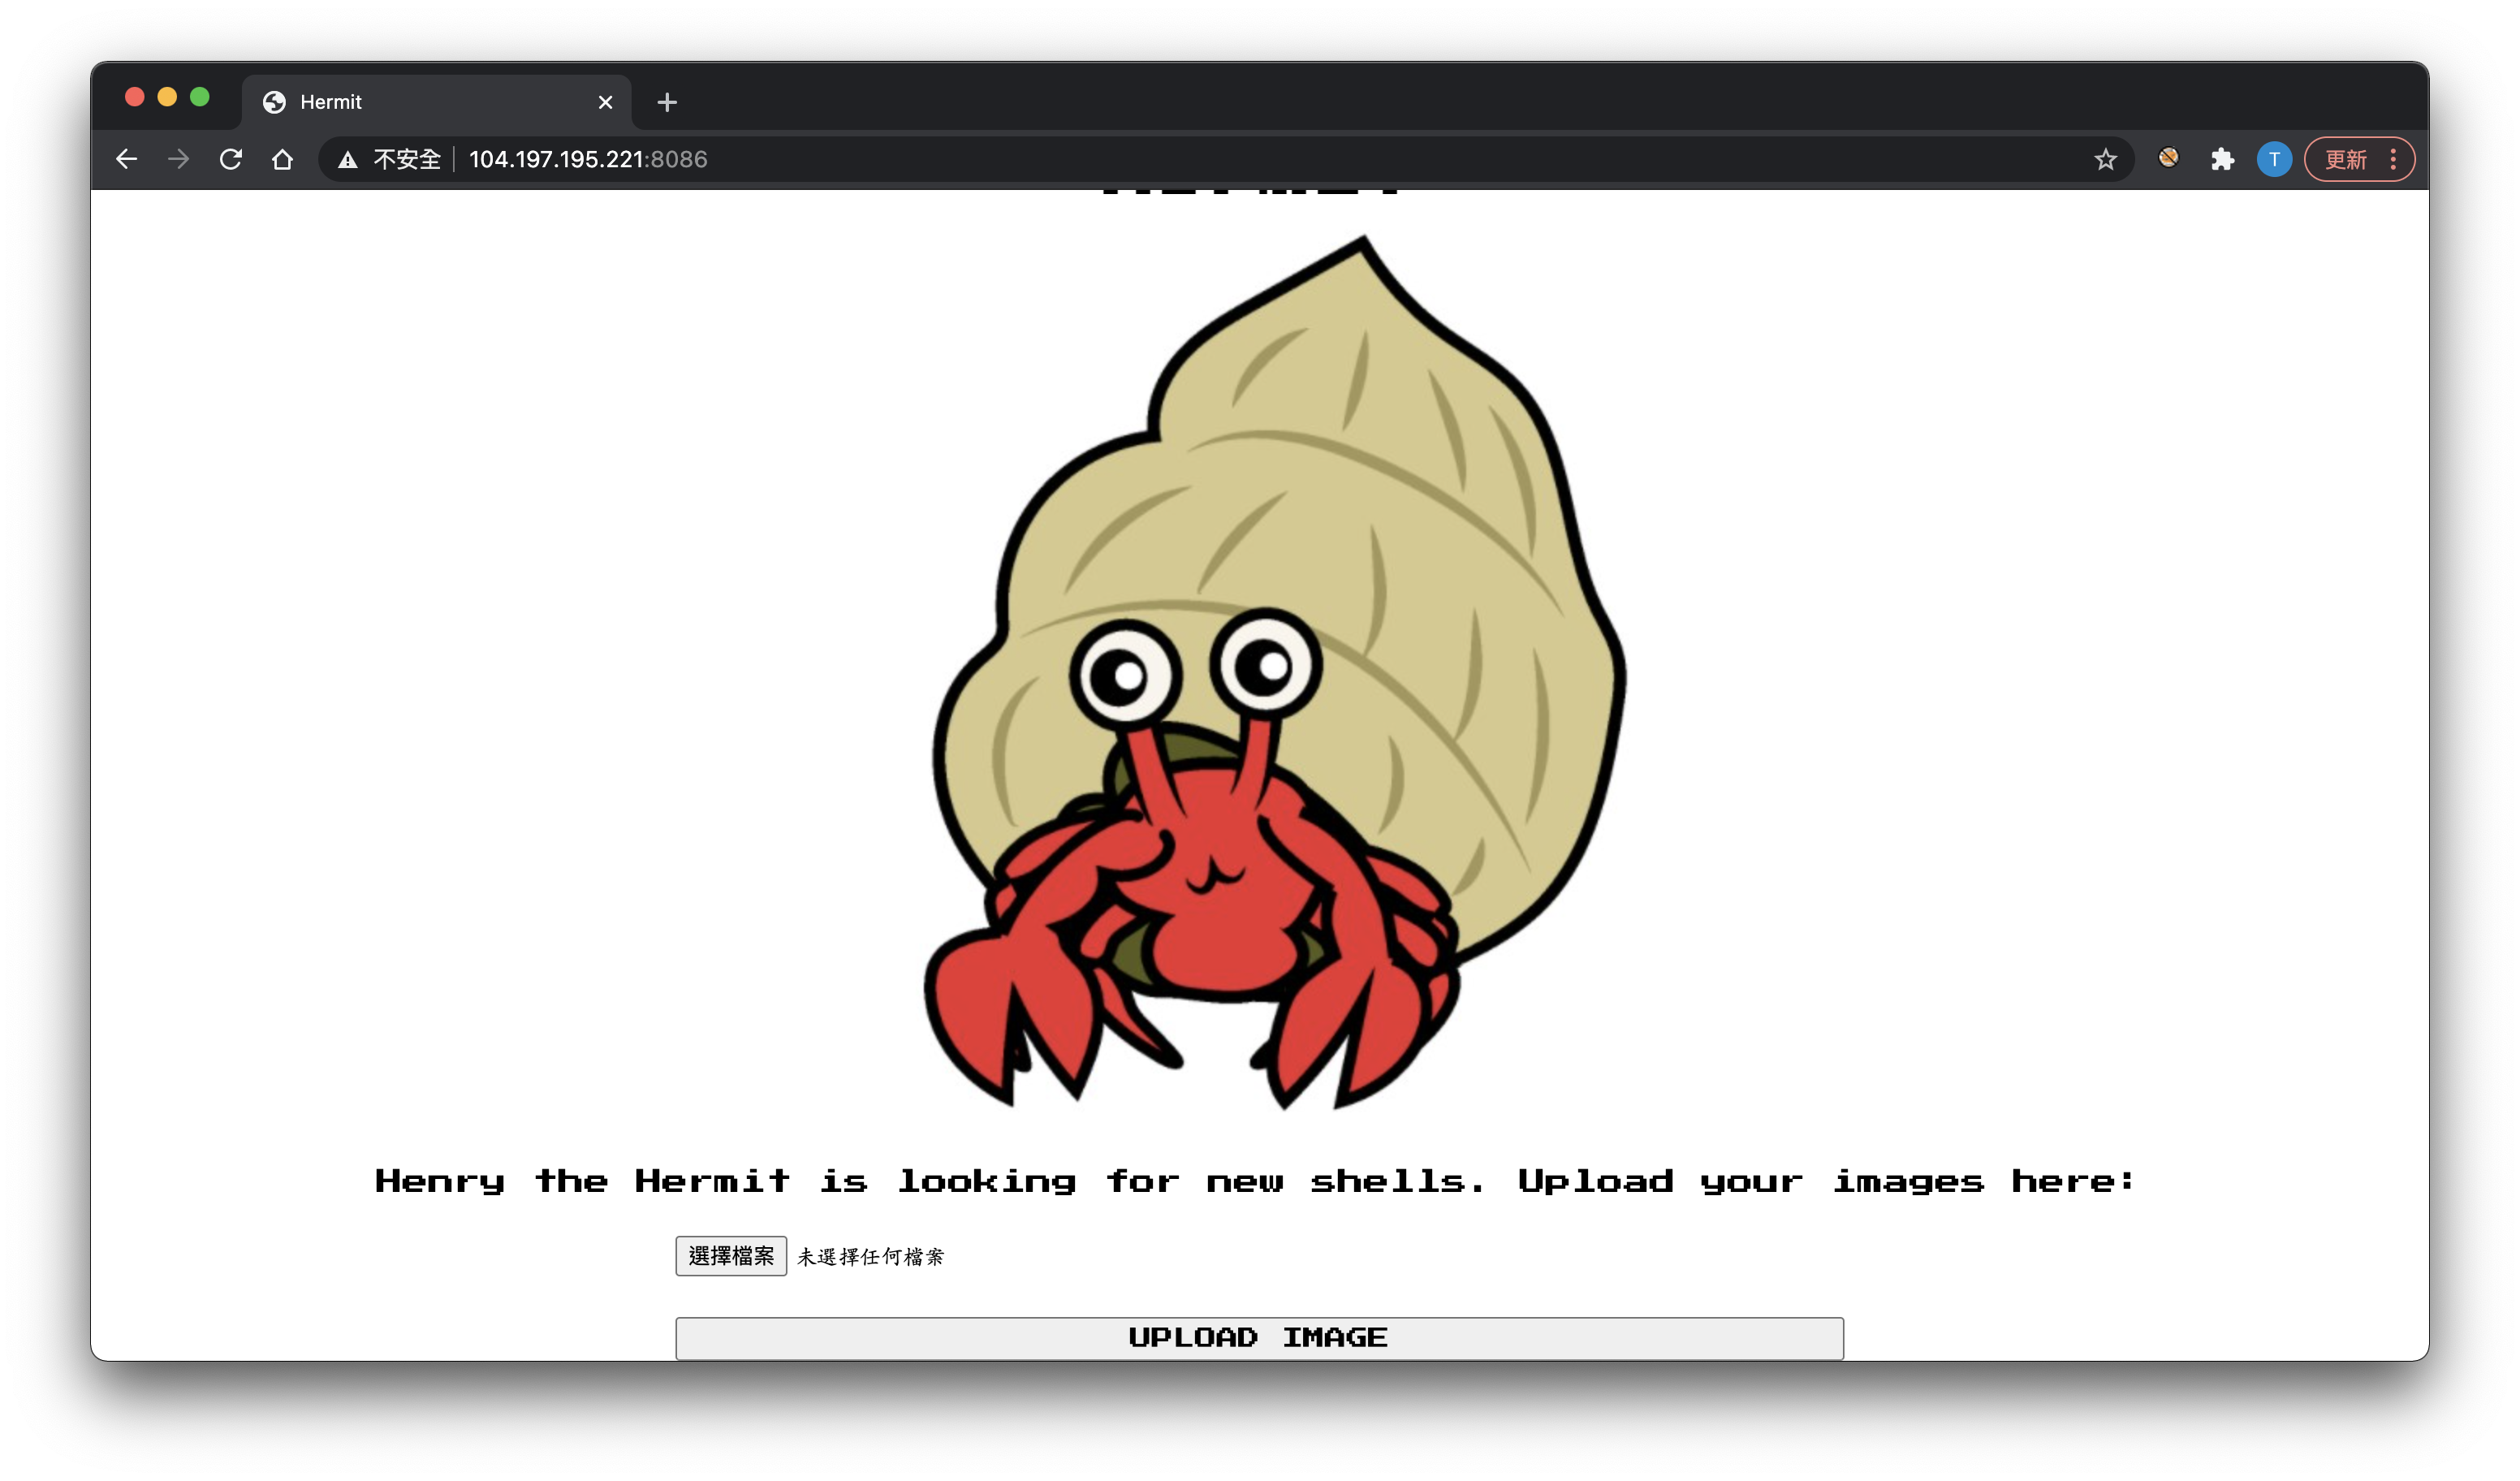 Hermit
不安全 104.197.195.221:8086
T
更新
Henry the Hermit is looking for new shells. Upload your images here:
選擇檔案 未選擇任何檔案
UPLOAD IMAGE